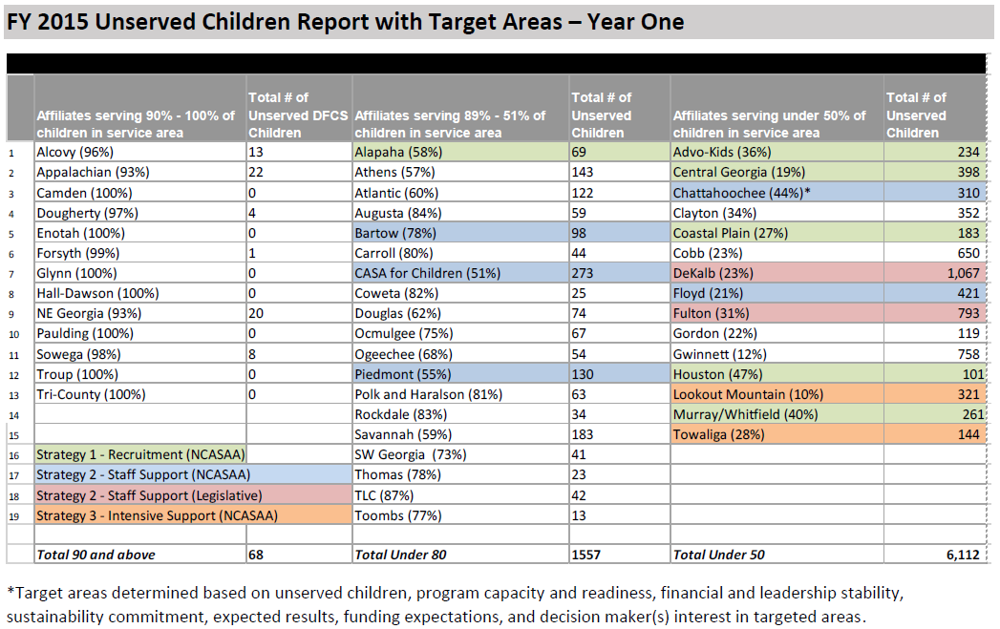 FY 2015 Unserved Children Report with Target Areas – Year One
Affiliates serving 90% - 100% of children in service area Total # of Unserved DFCS Children Affiliates serving 89% - 51% of children in service area Total # of Unserved Children Affiliates serving under 50% of children in service area Total # of Unserved Children
1 Alcovy (96%) 13 Alapaha (58%) 69 Advo-Kids (36%) 234
2 Appalachian (93%) 22 Athens (57%) 143 Central Georgia (19%) 398
3 Camden (100%) 0 Atlantic (60%) 122 Chattahoochee (44%)* 310
4 Dougherty (97%) 4 Augusta (84%) 59 Clayton (34%) 352
5 Enotah (100%) 0 Bartow (78%) 98 Coastal Plain (27%) 183
6 Forsyth (99%) 1 Carroll (80%) 44 Cobb (23%) 650
7 Glynn (100%) 0 CASA for Children (51%) 273 DeKalb (23%) 1,067
8 Hall-Dawson (100%) 0 Coweta (82%) 25 Floyd (21%) 421
9 NE Georgia (93%) 20 Douglas (62%) 74 Fulton (31%) 793
10 Paulding (100%) 0 Ocmulgee (75%) 67 Gordon (22%) 119
11 Sowega (98%) 8 Ogeechee (68%) 54 Gwinnett (12%) 758
12 Troup (100%) 0 Piedmont (55%) 130 Houston (47%) 101
13 Tri-County (100%) 0 Polk and Haralson (81%) 63 Lookout Mountain (10%) 321
14 Rockdale (83%) 34 Murray/Whitfield (40%) 261
15 Savannah (59%) 183 Towaliga (28%) 144
16 Strategy 1 - Recruitment (NCASAA) SW Georgia (73%) 41
17 Strategy 2 - Staff Support (NCASAA) Thomas (78%) 23
18 Strategy 2 - Staff Support (Legislative) TLC (87%) 42
19 Strategy 3 - Intensive Support (NCASAA) Toombs (77%) 13
Total 90 and above 68 Total Under 80 1557 Total Under 50 6,112
*Target areas determined based on unserved children, program capacity and readiness, financial and leadership stability,
sustainability commitment, expected results, funding expectations, and decision maker(s) interest in targeted areas.